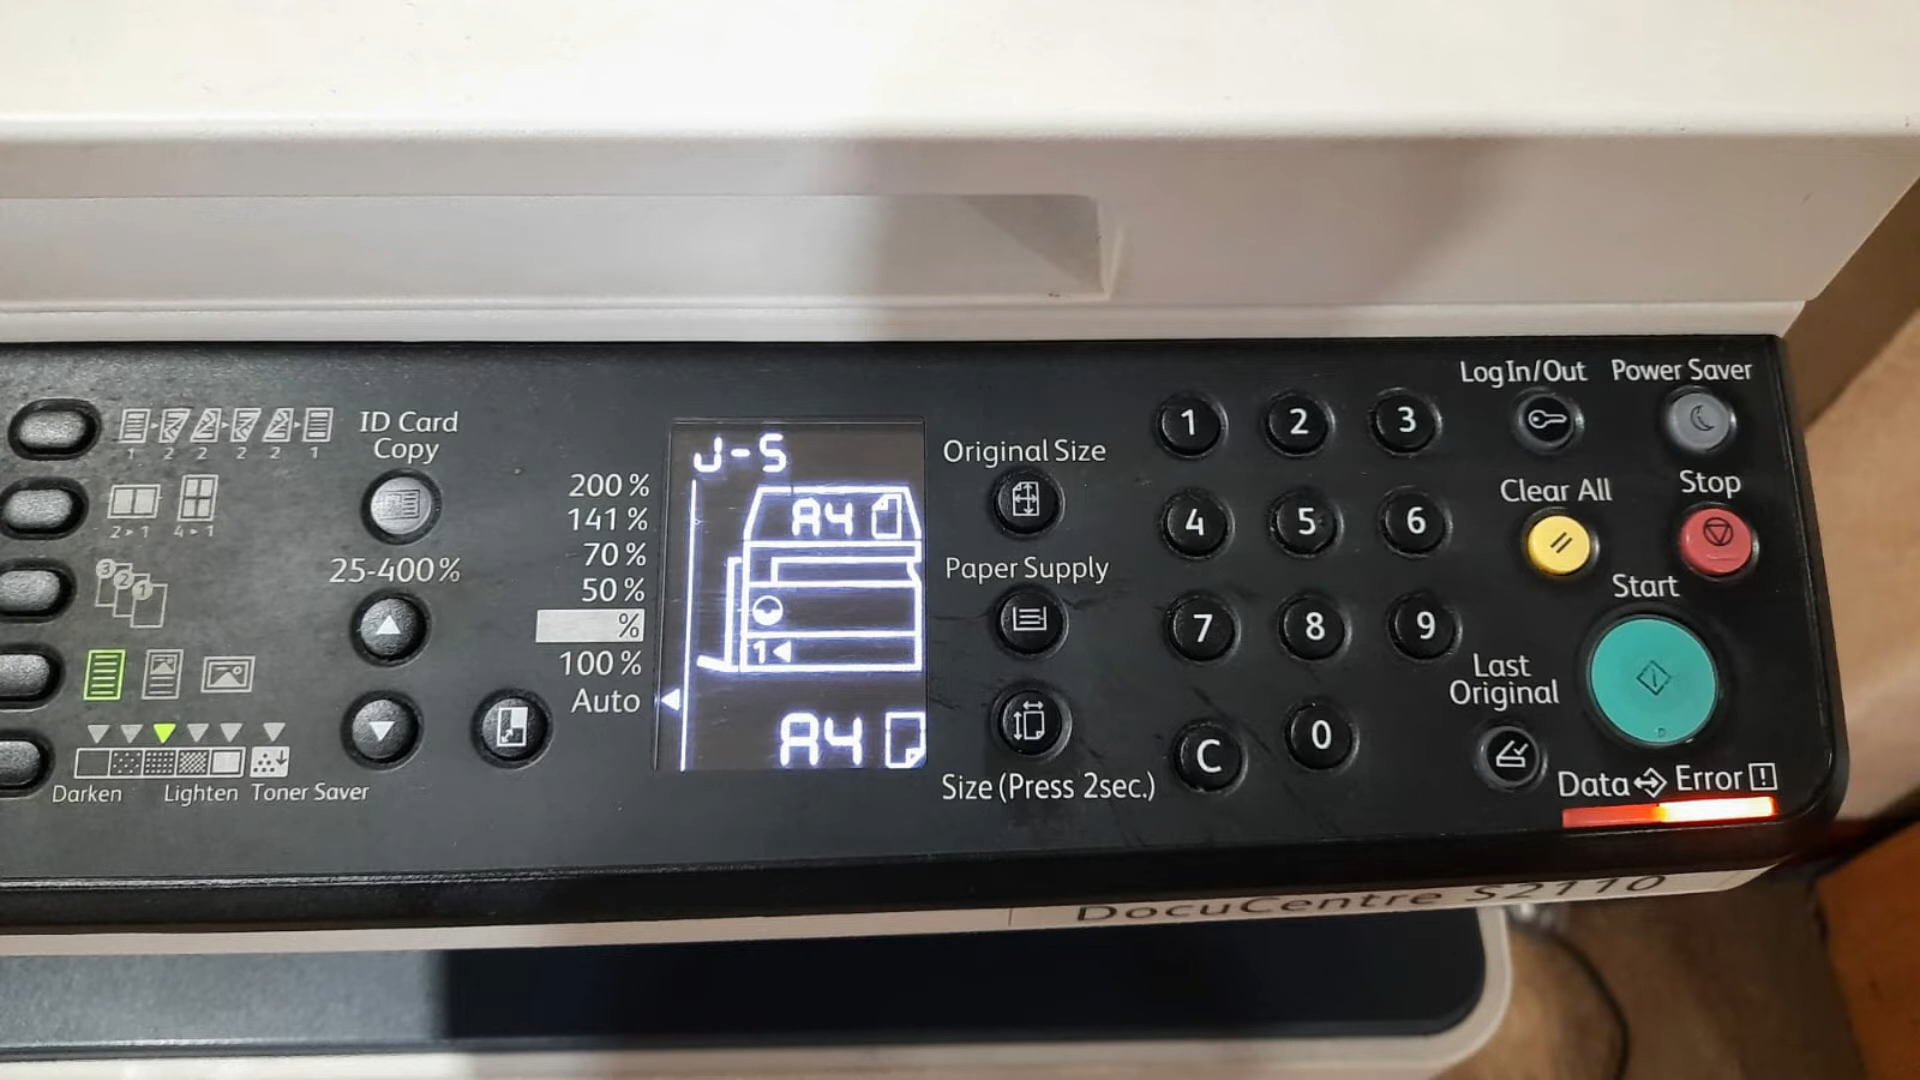 1 2 2 2 2 1
2▸1 4▸1
3 2 1
Darken Lighten Toner Saver
ID Card
Copy
25-400%
200%
141%
70%
50%
%
100%
Auto
J-5
A4
1
A4
Original Size
Paper Supply
Size (Press 2sec.)
1 2 3
4 5 6
7 8 9
C 0
Log In/Out Power Saver
Clear All Stop
Start
Last
Original
Data Error
DocuCentre S2110